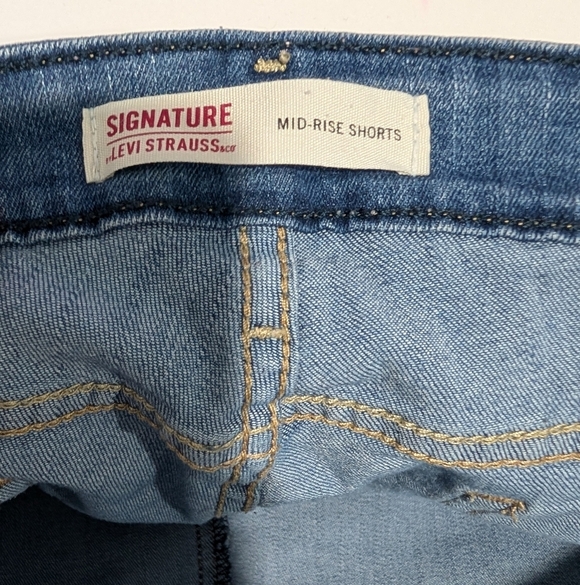 SIGNATURE
BY LEVI STRAUSS & CO
MID-RISE SHORTS